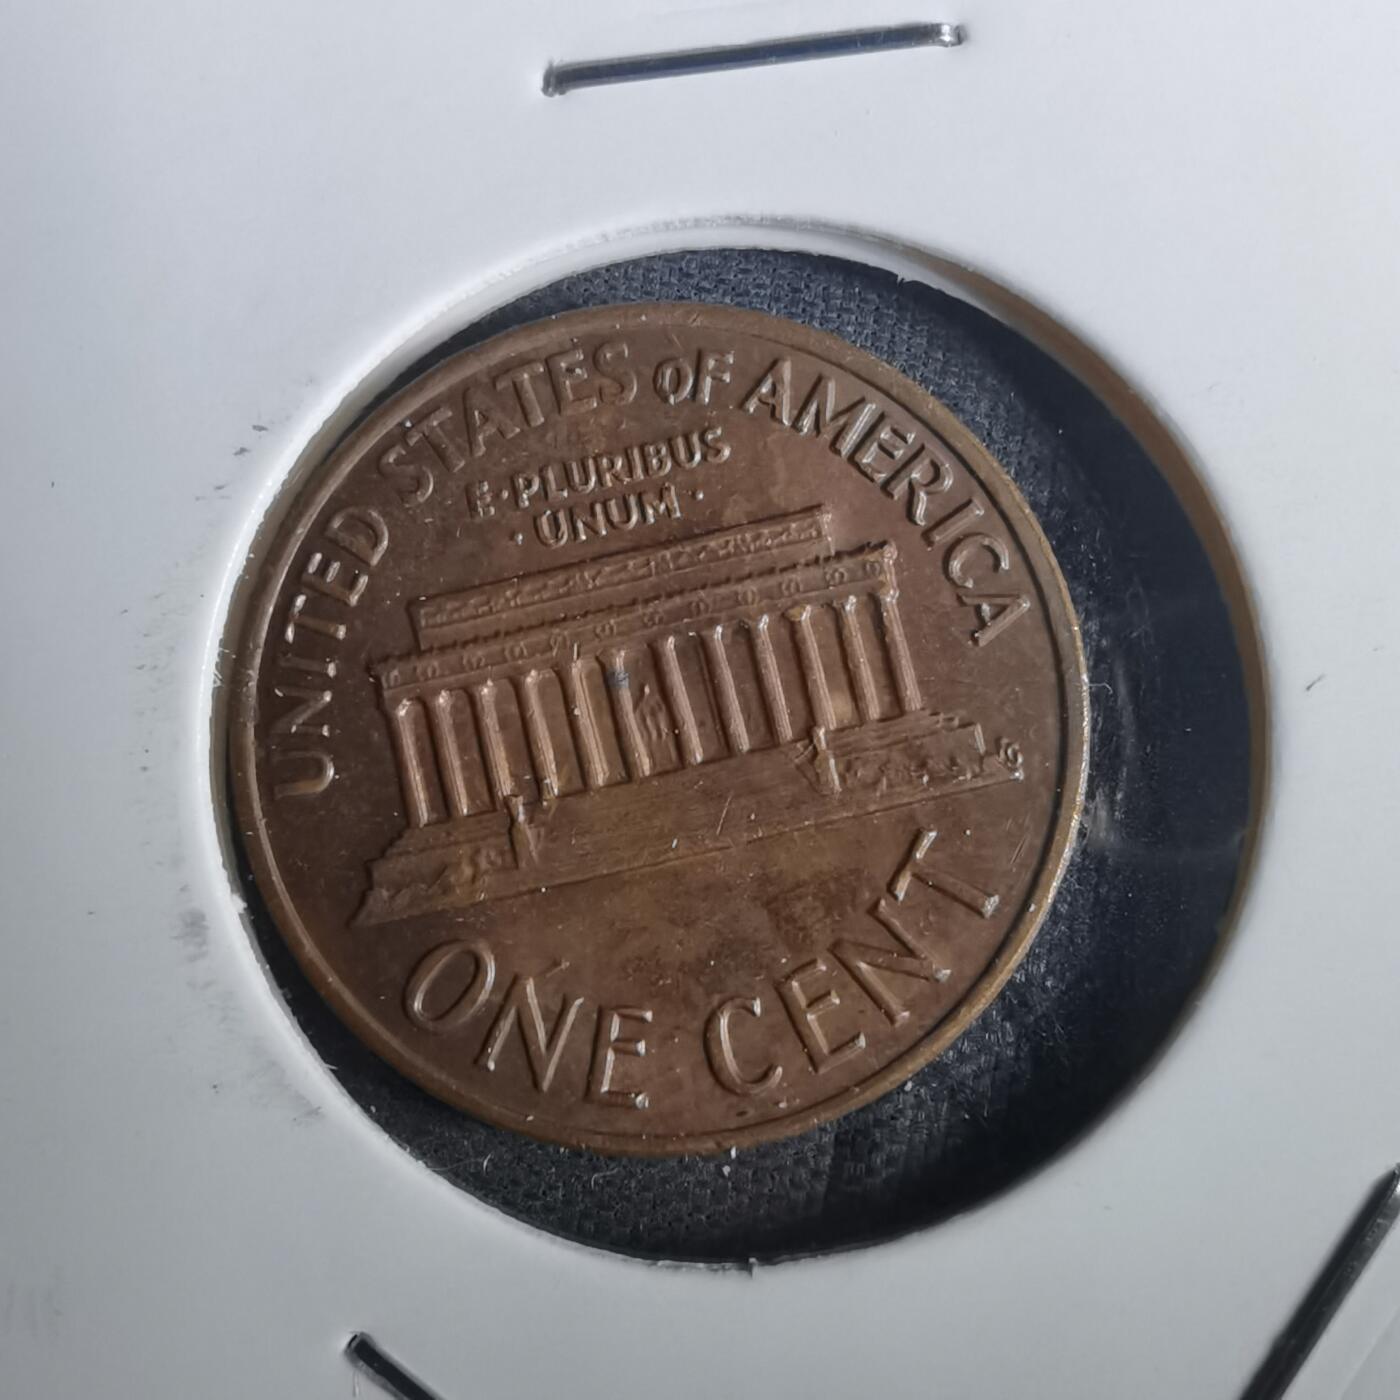 UNITED STATES OF AMERICA
E·PLURIBUS
·UNUM·
ONE CENT